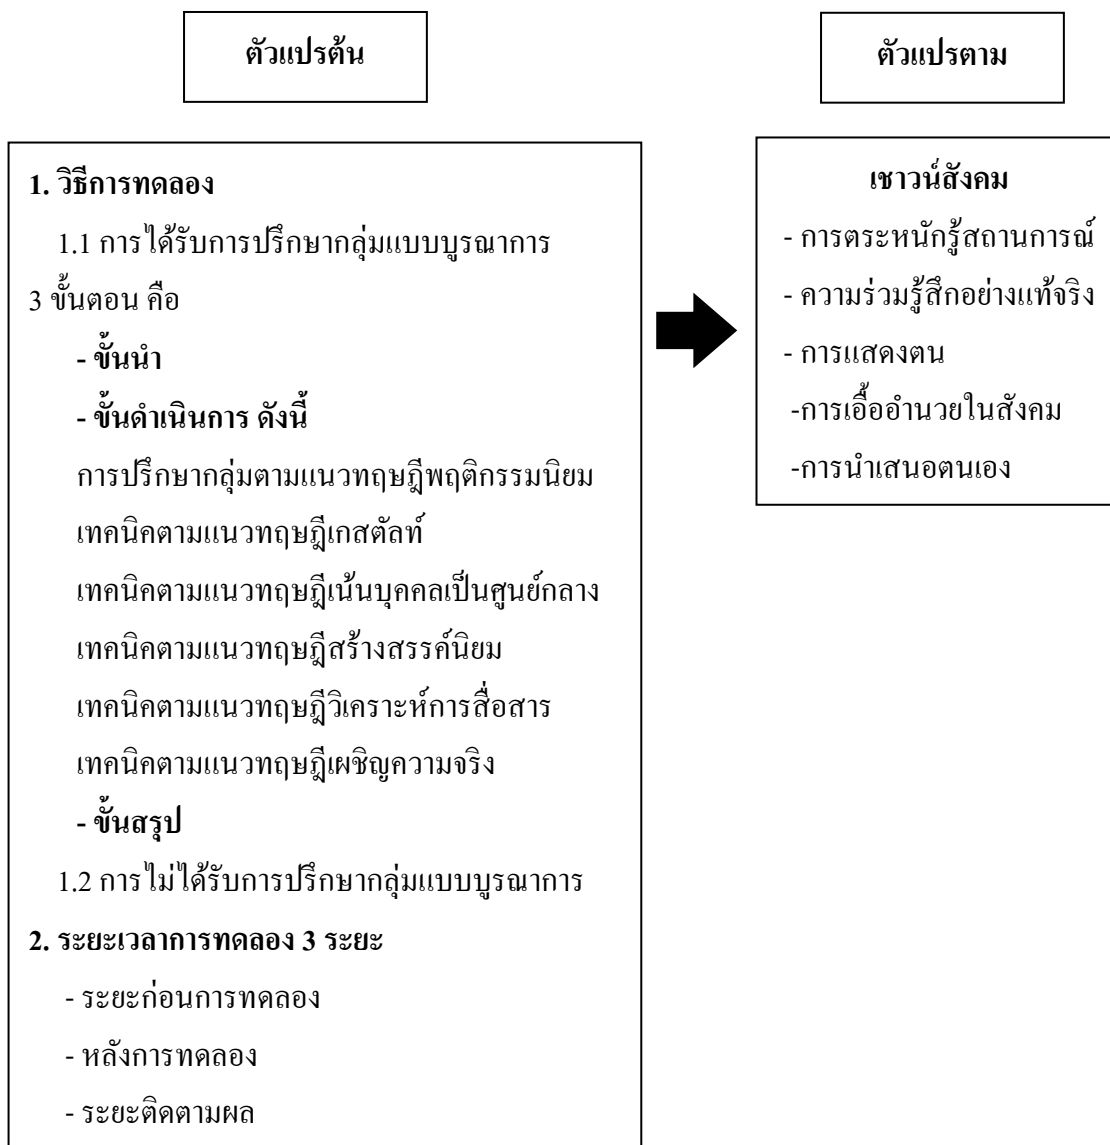 ตัวแปรต้น
ตัวแปรตาม
1. วิธีการทดลอง
1.1 การได้รับการปรึกษากลุ่มแบบบูรณาการ
3 ขั้นตอน คือ
- ขั้นนำ
- ขั้นดำเนินการ ดังนี้
การปรึกษากลุ่มตามแนวทฤษฎีพฤติกรรมนิยม
เทคนิคตามแนวทฤษฎีเกสตัลท์
เทคนิคตามแนวทฤษฎีเน้นบุคคลเป็นศูนย์กลาง
เทคนิคตามแนวทฤษฎีสร้างสรรค์นิยม
เทคนิคตามแนวทฤษฎีวิเคราะห์การสื่อสาร
เทคนิคตามแนวทฤษฎีเผชิญความจริง
- ขั้นสรุป
1.2 การไม่ได้รับการปรึกษากลุ่มแบบบูรณาการ
2. ระยะเวลาการทดลอง 3 ระยะ
- ระยะก่อนการทดลอง
- หลังการทดลอง
- ระยะติดตามผล
เชาวน์สังคม
- การตระหนักรู้สถานการณ์
- ความร่วมรู้สึกอย่างแท้จริง
- การแสดงตน
-การเอื้ออำนวยในสังคม
-การนำเสนอตนเอง